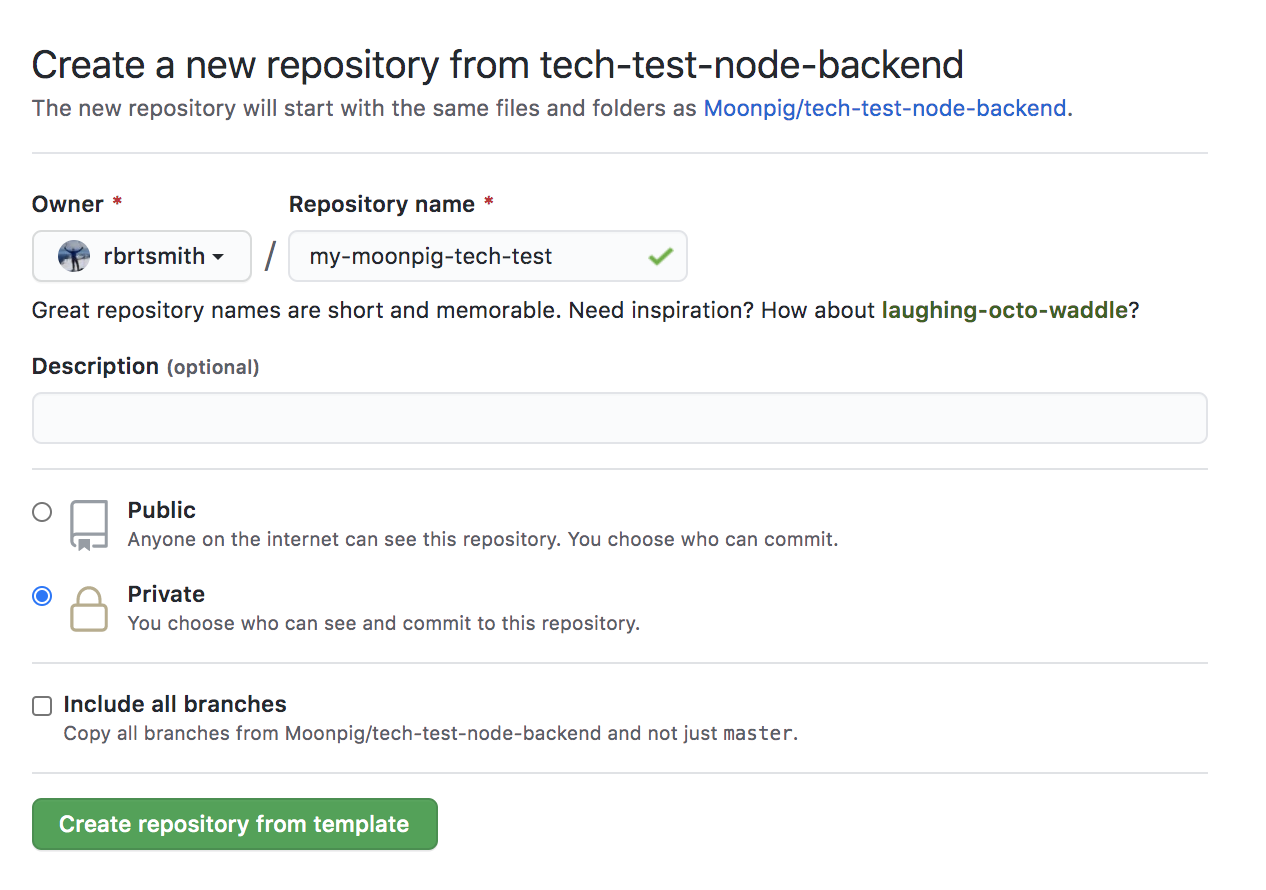 Create a new repository from tech-test-node-backend
The new repository will start with the same files and folders as Moonpig/tech-test-node-backend.
Owner * Repository name *
rbrtsmith / my-moonpig-tech-test
Great repository names are short and memorable. Need inspiration? How about laughing-octo-waddle?
Description (optional)
Public
Anyone on the internet can see this repository. You choose who can commit.
Private
You choose who can see and commit to this repository.
Include all branches
Copy all branches from Moonpig/tech-test-node-backend and not just master.
Create repository from template